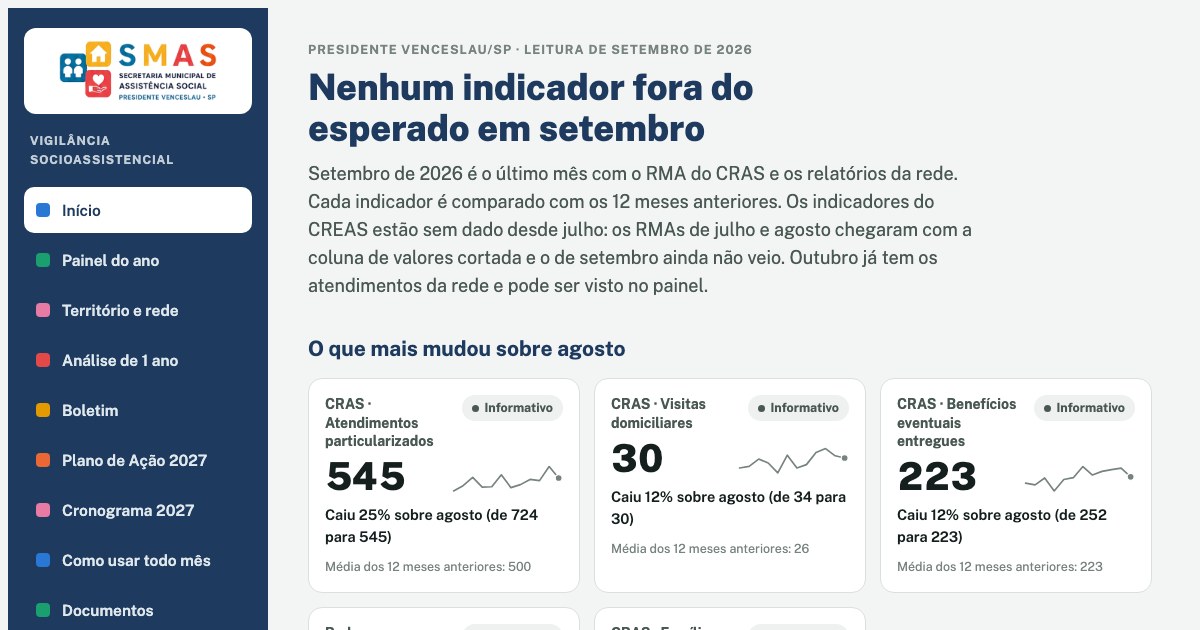 SMAS
SECRETARIA MUNICIPAL DE
ASSISTÊNCIA SOCIAL
PRESIDENTE VENCESLAU • SP
VIGILÂNCIA
SOCIOASSISTENCIAL
Início
Painel do ano
Território e rede
Análise de 1 ano
Boletim
Plano de Ação 2027
Cronograma 2027
Como usar todo mês
Documentos
PRESIDENTE VENCESLAU/SP · LEITURA DE SETEMBRO DE 2026
Nenhum indicador fora do
esperado em setembro
Setembro de 2026 é o último mês com o RMA do CRAS e os relatórios da rede.
Cada indicador é comparado com os 12 meses anteriores. Os indicadores do
CREAS estão sem dado desde julho: os RMAs de julho e agosto chegaram com a
coluna de valores cortada e o de setembro ainda não veio. Outubro já tem os
atendimentos da rede e pode ser visto no painel.
O que mais mudou sobre agosto
CRAS ·
Atendimentos
particularizados
Informativo
545
Caiu 25% sobre agosto (de 724
para 545)
Média dos 12 meses anteriores: 500
CRAS · Visitas
domiciliares
Informativo
30
Caiu 12% sobre agosto (de 34 para
30)
Média dos 12 meses anteriores: 26
CRAS · Benefícios
eventuais
entregues
Informativo
223
Caiu 12% sobre agosto (de 252
para 223)
Média dos 12 meses anteriores: 223